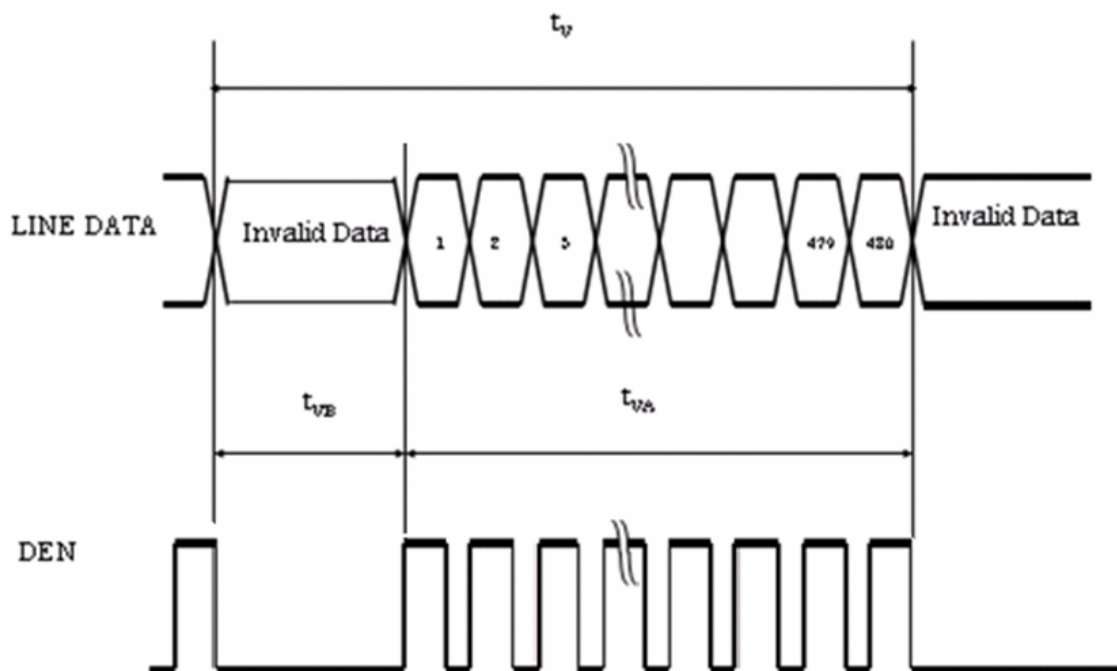 tV
LINE DATA
Invalid Data
1
2
3
479
480
Invalid Data
tVB
tVA
DEN